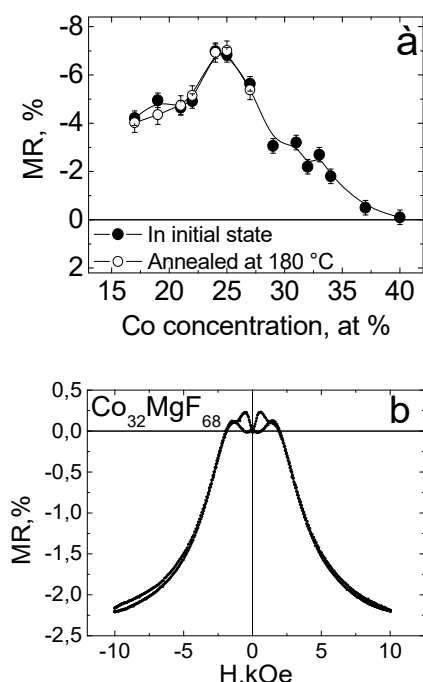 à
-8
-6
-4
-2
0
2
MR, %
In initial state
Annealed at 180 °C
15 20 25 30 35 40
Co concentration, at %
Co32MgF68
b
0,5
0,0
-0,5
-1,0
-1,5
-2,0
-2,5
MR,%
-10 -5 0 5 10
H,kOe